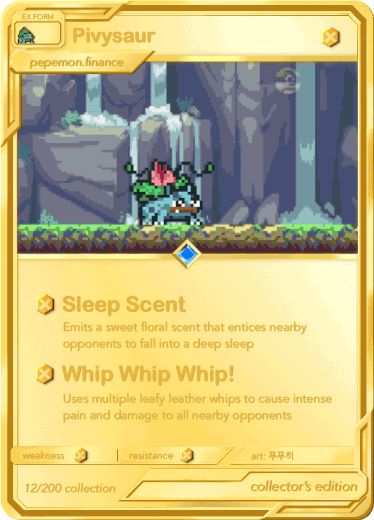 EX FORM
Pivysaur
pepemon.finance
Sleep Scent
Emits a sweet floral scent that entices nearby
opponents to fall into a deep sleep
Whip Whip Whip!
Uses multiple leafy leather whips to cause intense
pain and damage to all nearby opponents
weakness
resistance
art: 푸푸히
12/200 collection
collector's edition